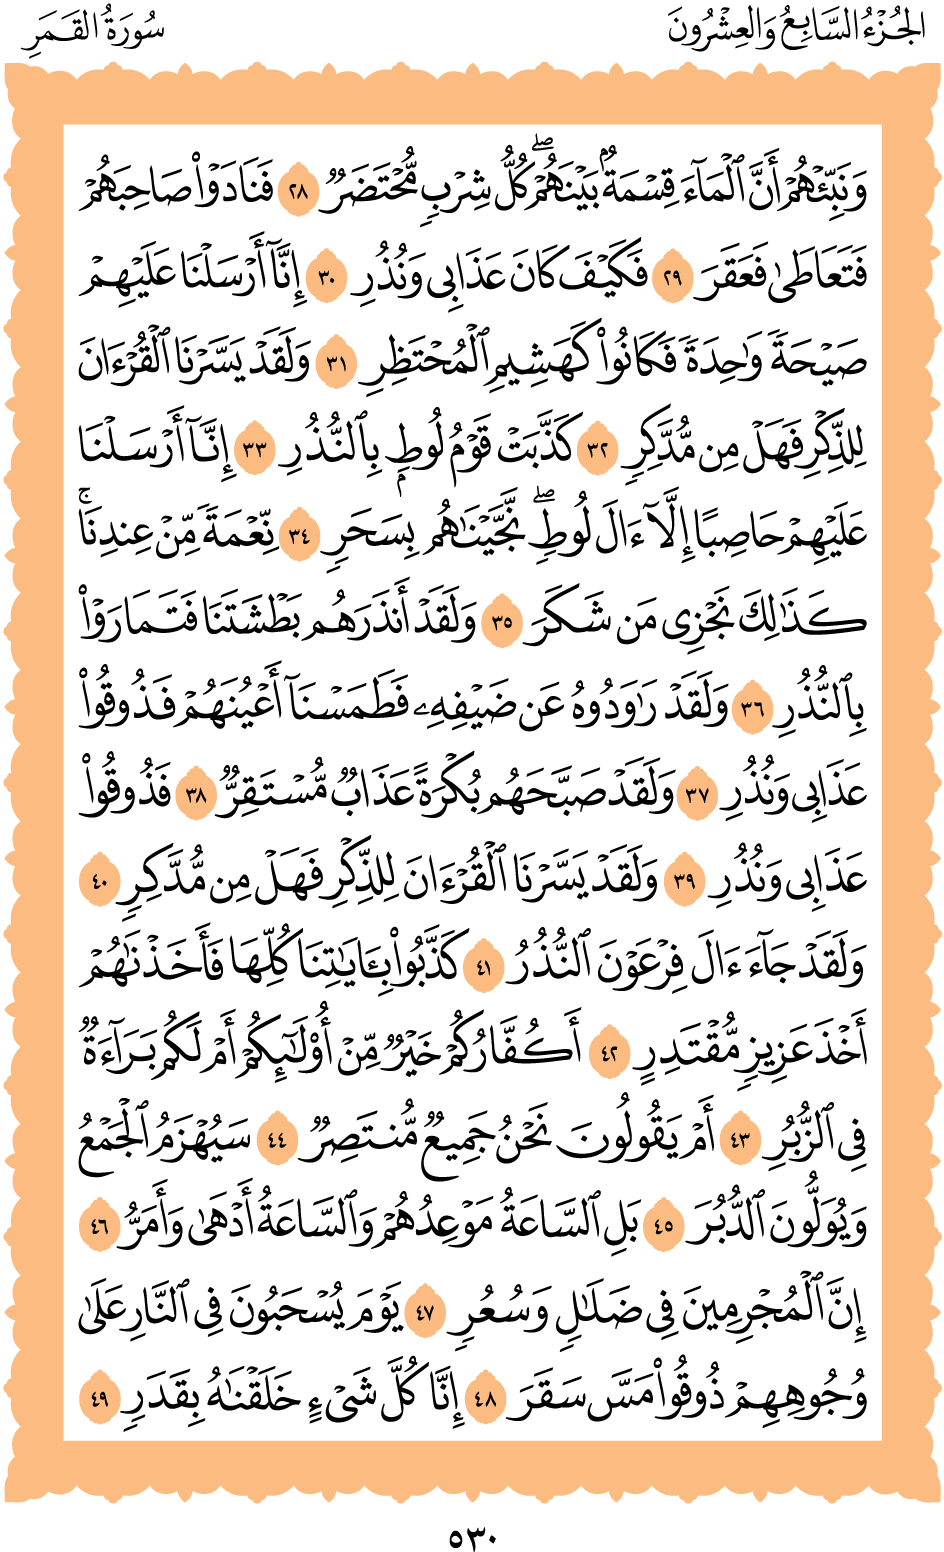 الجُزْءُ السَّابِعُ وَالعِشْرُونَ
سُورَةُ القَمَرِ
وَنَبِّئْهُمْ أَنَّ ٱلْمَآءَ قِسْمَةٌۢ بَيْنَهُمْۖ كُلُّ شِرْبٍ مُّحْتَضَرٌ ٢٨ فَنَادَوْا۟ صَاحِبَهُمْ
فَتَعَاطَىٰ فَعَقَرَ ٢٩ فَكَيْفَ كَانَ عَذَابِى وَنُذُرِ ٣٠ إِنَّآ أَرْسَلْنَا عَلَيْهِمْ
صَيْحَةً وَٰحِدَةً فَكَانُوا۟ كَهَشِيمِ ٱلْمُحْتَظِرِ ٣١ وَلَقَدْ يَسَّرْنَا ٱلْقُرْءَانَ
لِلذِّكْرِ فَهَلْ مِن مُّدَّكِرٍ ٣٢ كَذَّبَتْ قَوْمُ لُوطٍۭ بِٱلنُّذُرِ ٣٣ إِنَّآ أَرْسَلْنَا
عَلَيْهِمْ حَاصِبًا إِلَّآ ءَالَ لُوطٍۖ نَّجَّيْنَٰهُم بِسَحَرٍ ٣٤ نِّعْمَةً مِّنْ عِندِنَاۚ
كَذَٰلِكَ نَجْزِى مَن شَكَرَ ٣٥ وَلَقَدْ أَنذَرَهُم بَطْشَتَنَا فَتَمَارَوْا۟
بِٱلنُّذُرِ ٣٦ وَلَقَدْ رَٰوَدُوهُ عَن ضَيْفِهِۦ فَطَمَسْنَآ أَعْيُنَهُمْ فَذُوقُوا۟
عَذَابِى وَنُذُرِ ٣٧ وَلَقَدْ صَبَّحَهُم بُكْرَةً عَذَابٌ مُّسْتَقِرٌّ ٣٨ فَذُوقُوا۟
عَذَابِى وَنُذُرِ ٣٩ وَلَقَدْ يَسَّرْنَا ٱلْقُرْءَانَ لِلذِّكْرِ فَهَلْ مِن مُّدَّكِرٍ ٤٠
وَلَقَدْ جَآءَ ءَالَ فِرْعَوْنَ ٱلنُّذُرُ ٤١ كَذَّبُوا۟ بِـَٔايَٰتِنَا كُلِّهَا فَأَخَذْنَٰهُمْ
أَخْذَ عَزِيزٍ مُّقْتَدِرٍ ٤٢ أَكُفَّارُكُمْ خَيْرٌ مِّنْ أُو۟لَٰٓئِكُمْ أَمْ لَكُم بَرَآءَةٌ
فِى ٱلزُّبُرِ ٤٣ أَمْ يَقُولُونَ نَحْنُ جَمِيعٌ مُّنتَصِرٌ ٤٤ سَيُهْزَمُ ٱلْجَمْعُ
وَيُوَلُّونَ ٱلدُّبُرَ ٤٥ بَلِ ٱلسَّاعَةُ مَوْعِدُهُمْ وَٱلسَّاعَةُ أَدْهَىٰ وَأَمَرُّ ٤٦
إِنَّ ٱلْمُجْرِمِينَ فِى ضَلَٰلٍ وَسُعُرٍ ٤٧ يَوْمَ يُسْحَبُونَ فِى ٱلنَّارِ عَلَىٰ
وُجُوهِهِمْ ذُوقُوا۟ مَسَّ سَقَرَ ٤٨ إِنَّا كُلَّ شَىْءٍ خَلَقْنَٰهُ بِقَدَرٍ ٤٩
٥٣٠